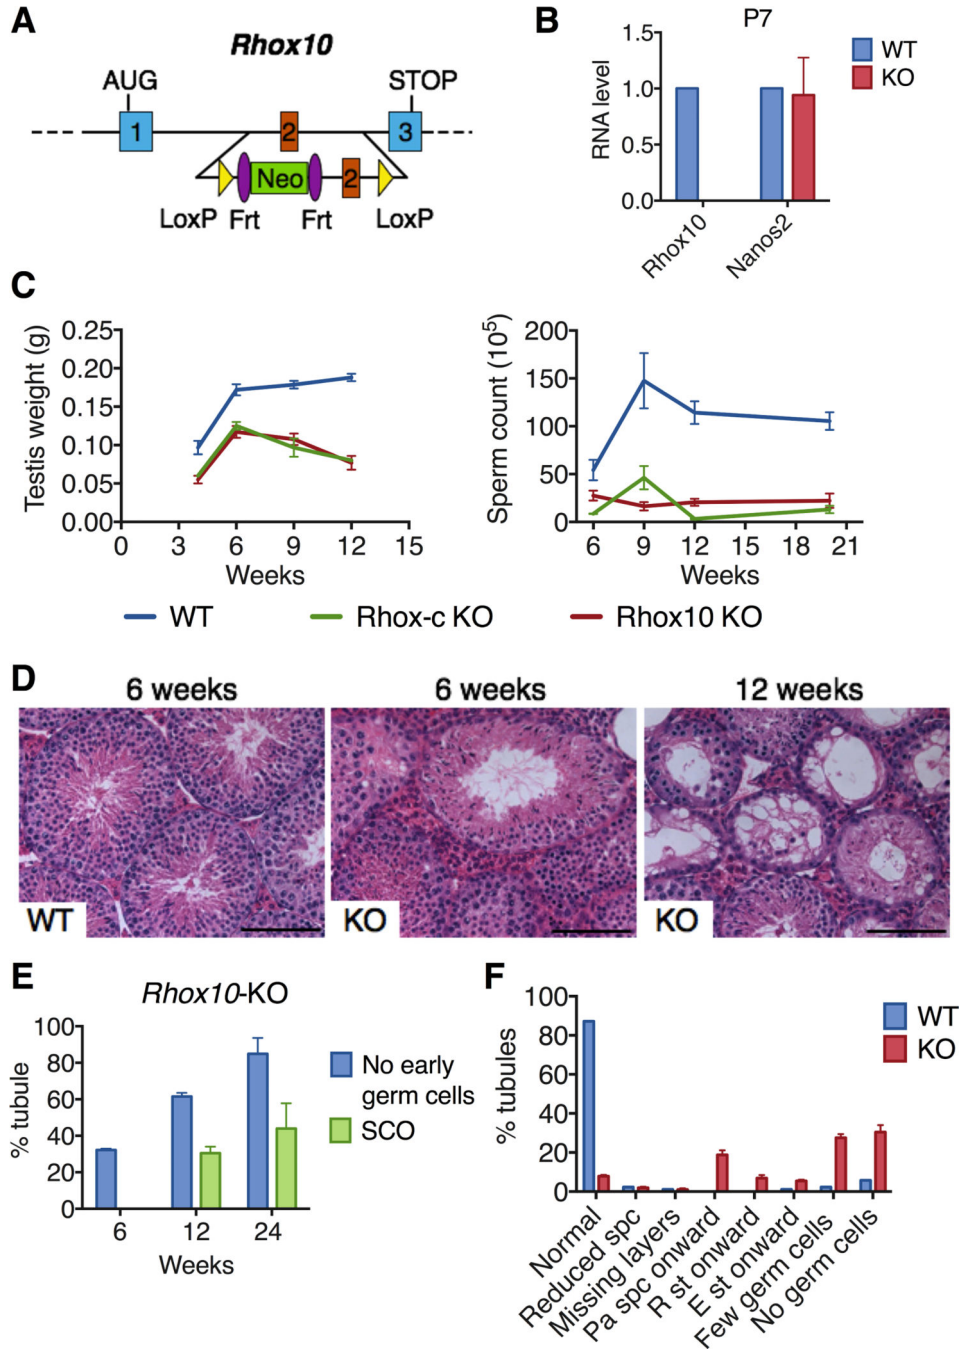 A
Rhox10
AUG
STOP
1
2
3
Neo
2
LoxP
Frt
Frt
LoxP
B
P7
WT
KO
RNA level
1.5
1.0
0.5
0.0
Rhox10
Nanos2
C
Testis weight (g)
0.25
0.20
0.15
0.10
0.05
0.00
0 3 6 9 12 15
Weeks
Sperm count (10⁵)
200
150
100
50
0
6 9 12 15 18 21
Weeks
WT
Rhox-c KO
Rhox10 KO
D
6 weeks
6 weeks
12 weeks
WT
KO
KO
E
Rhox10-KO
% tubule
100
80
60
40
20
0
6 12 24
Weeks
No early
germ cells
SCO
F
% tubules
100
80
60
40
20
0
WT
KO
Normal
Reduced spc
Missing layers
Pa spc onward
R st onward
E st onward
Few germ cells
No germ cells